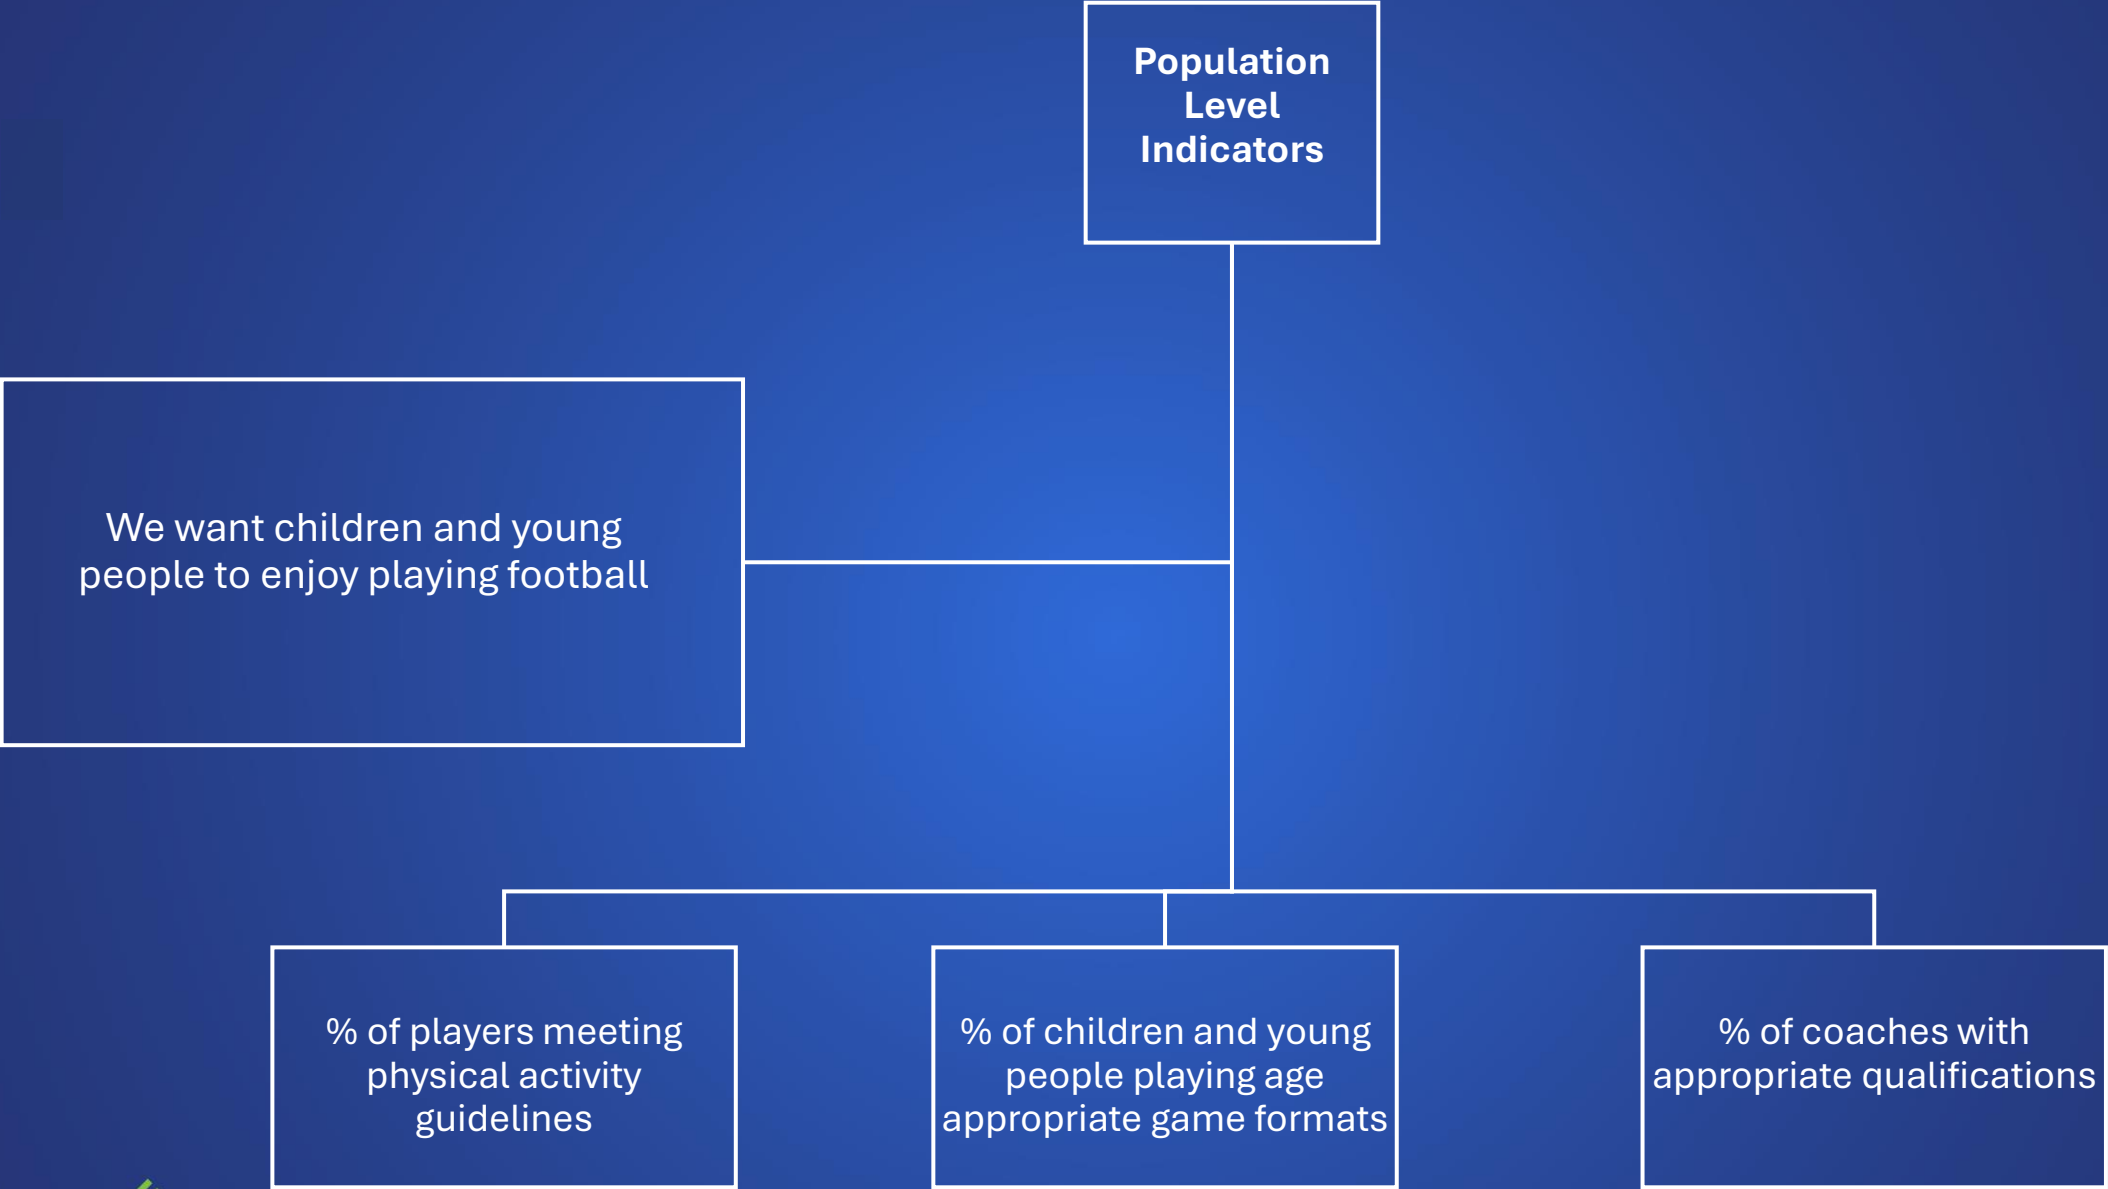 Population
Level
Indicators
We want children and young
people to enjoy playing football
% of players meeting
physical activity
guidelines
% of children and young
people playing age
appropriate game formats
% of coaches with
appropriate qualifications